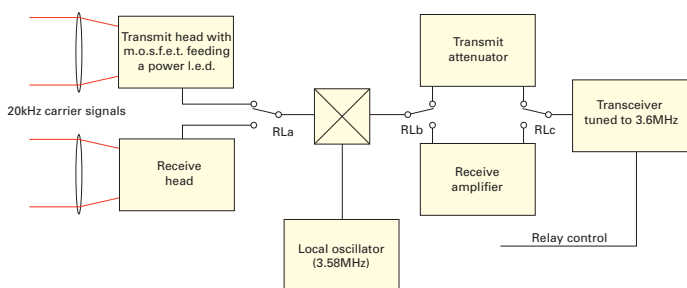 Transmit head with
m.o.s.f.e.t. feeding
a power l.e.d.
20kHz carrier signals
Receive
head
RLa
Local oscillator
(3.58MHz)
Transmit
attenuator
RLb
RLc
Receive
amplifier
Transceiver
tuned to 3.6MHz
Relay control